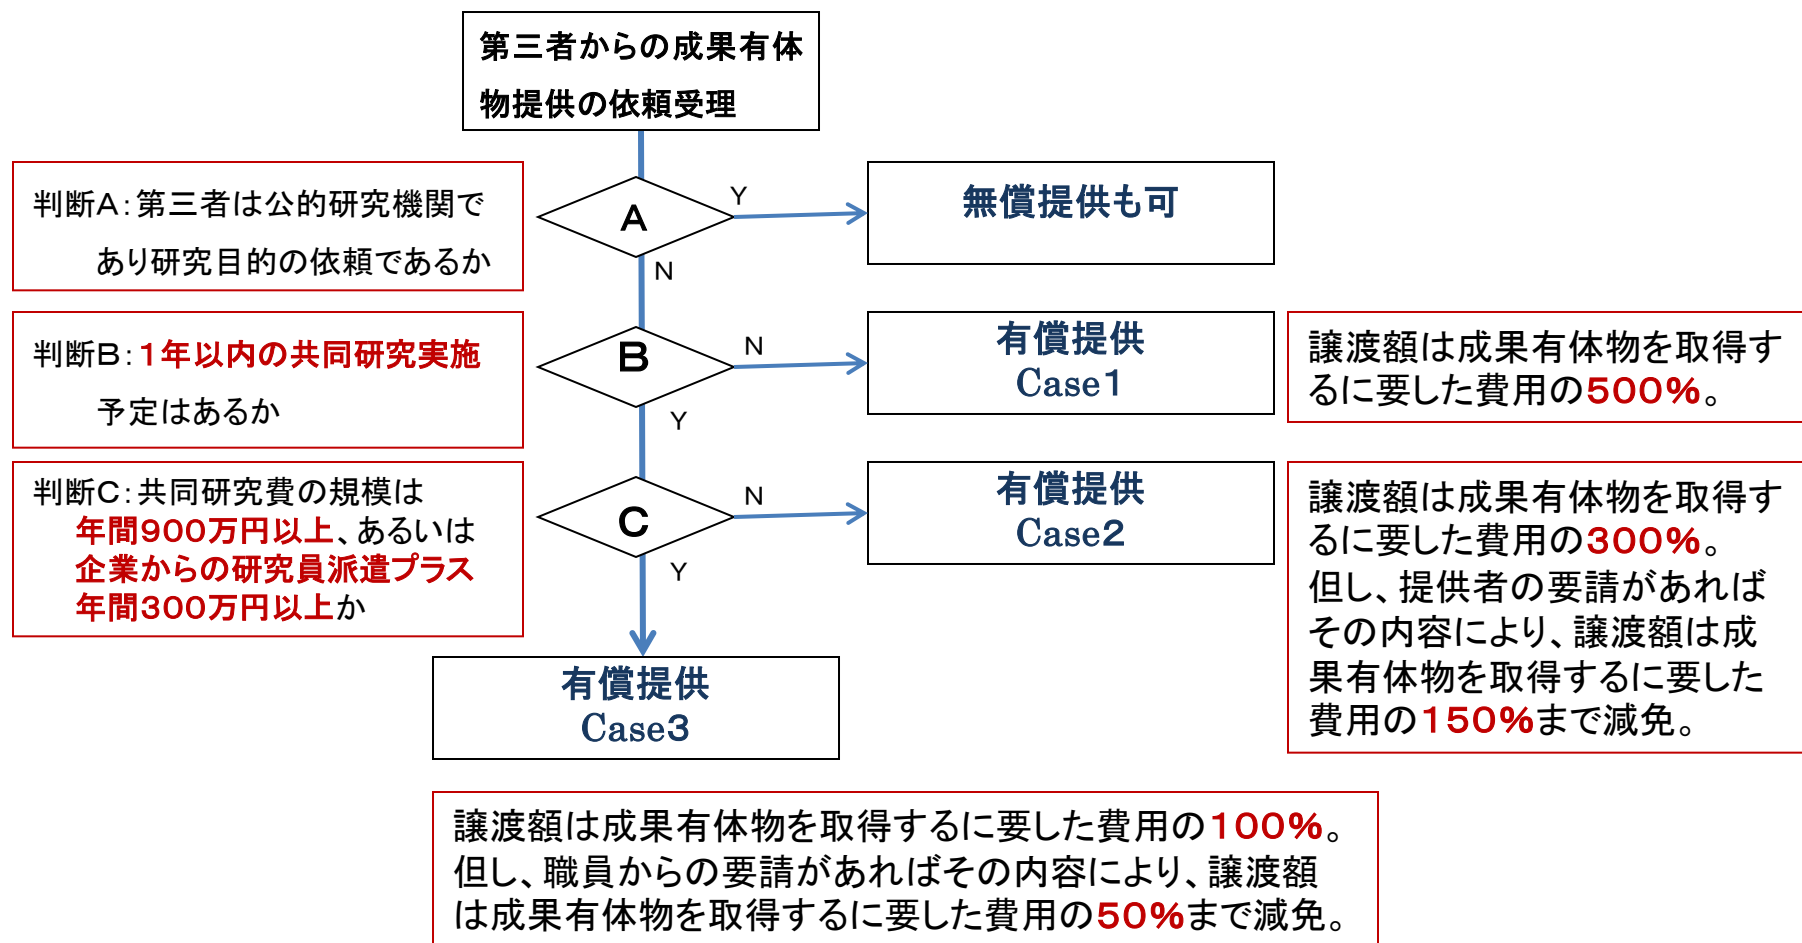 第三者からの成果有体
物提供の依頼受理
判断A：第三者は公的研究機関で
あり研究目的の依頼であるか
A
Y
無償提供も可
N
判断B：１年以内の共同研究実施
予定はあるか
B
N
有償提供
Case１
譲渡額は成果有体物を取得す
るに要した費用の５００％。
Y
判断C：共同研究費の規模は
年間９００万円以上、あるいは
企業からの研究員派遣プラス
年間３００万円以上か
C
N
有償提供
Case２
譲渡額は成果有体物を取得す
るに要した費用の３００％。
但し、提供者の要請があれば
その内容により、譲渡額は成
果有体物を取得するに要した
費用の１５０％まで減免。
Y
有償提供
Case３
譲渡額は成果有体物を取得するに要した費用の１００％。
但し、職員からの要請があればその内容により、譲渡額
は成果有体物を取得するに要した費用の５０％まで減免。